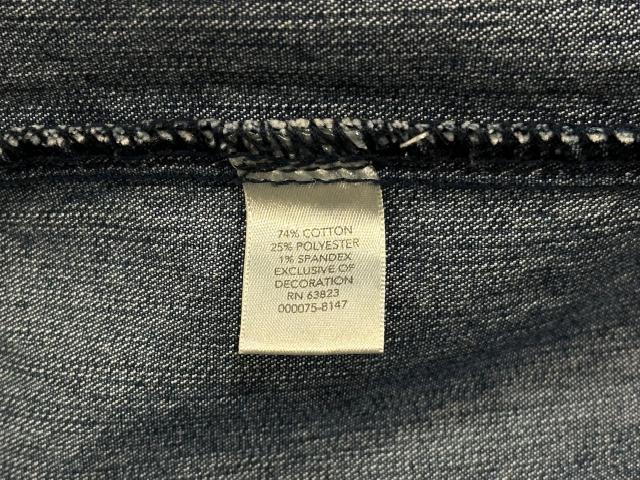 74% COTTON
25% POLYESTER
1% SPANDEX
EXCLUSIVE OF
DECORATION
RN 63823
000075-8147